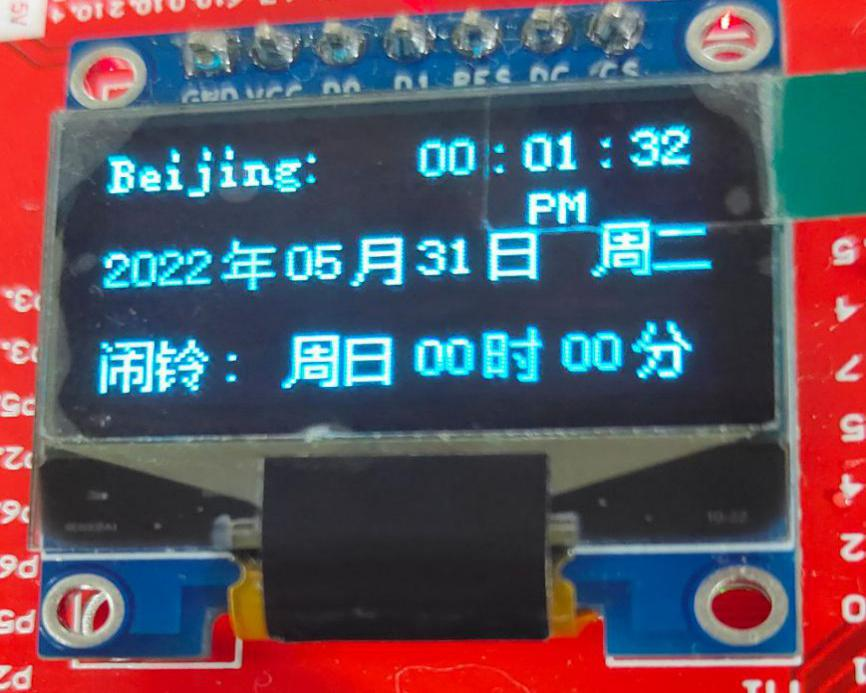 GND VCC D0 D1 RES DC CS
Beijing: 00:01:32
PM
2022年05月31日 周二
闹铃: 周日00时00分